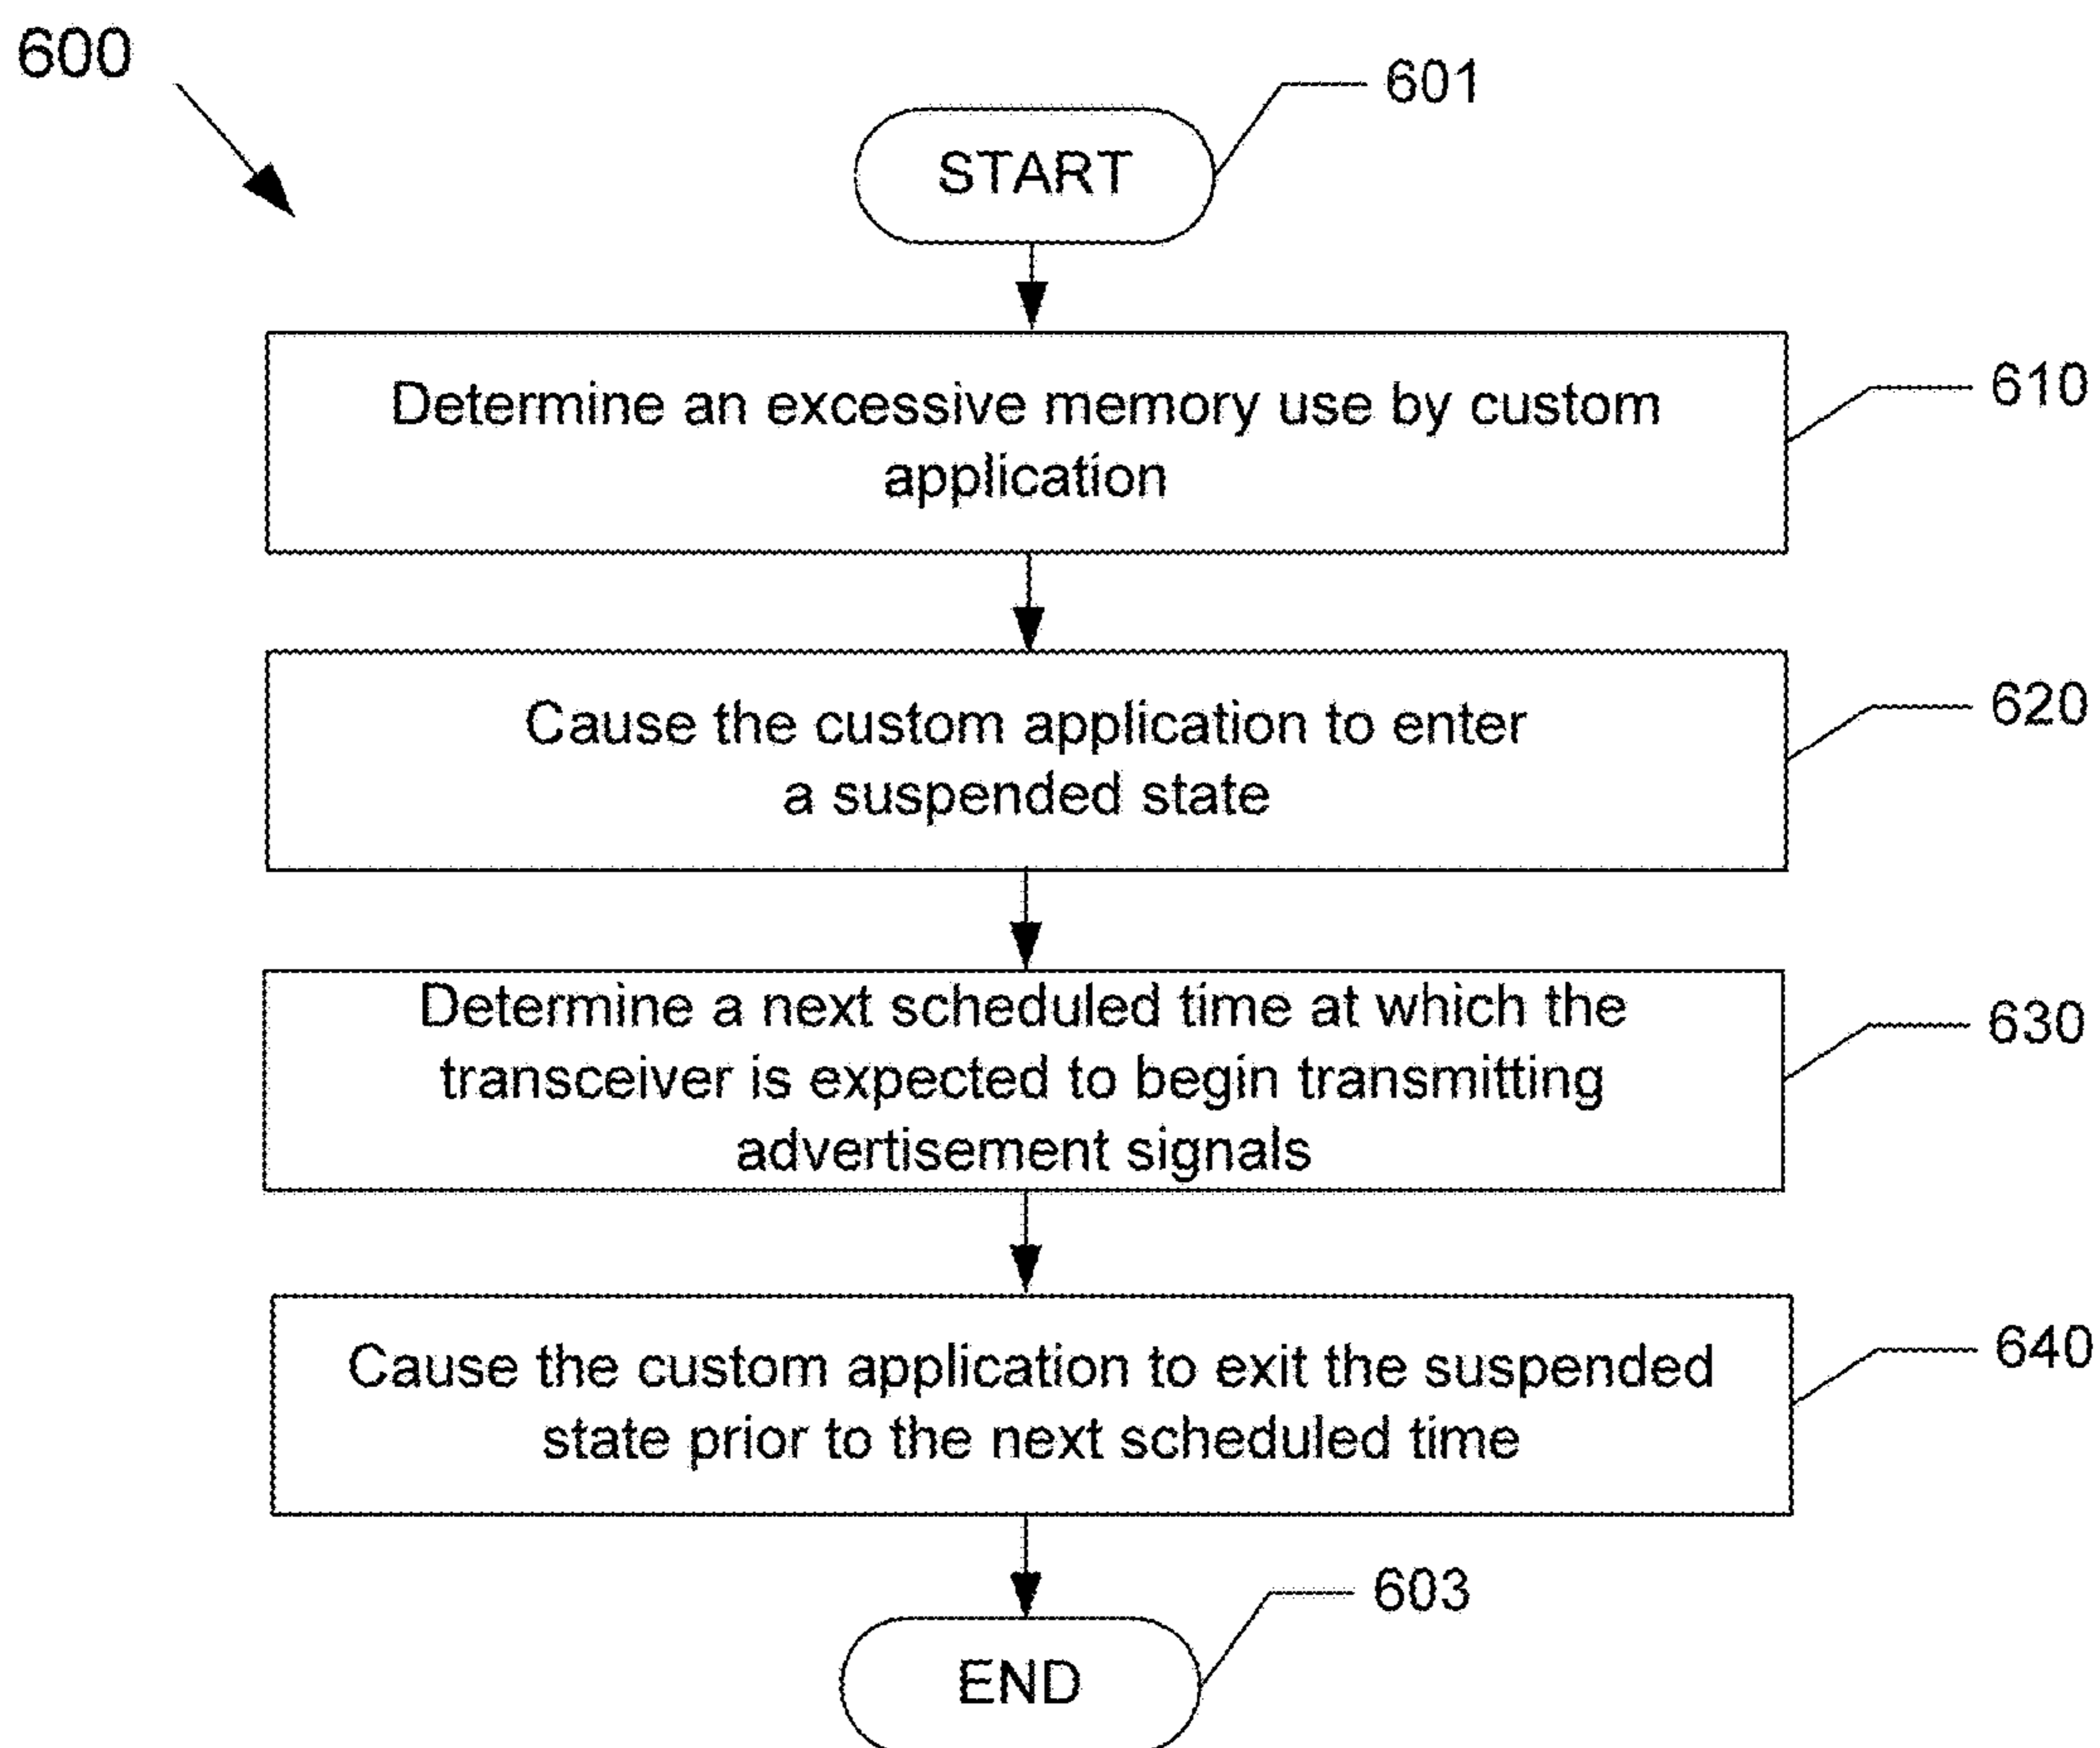 600
601
START
Determine an excessive memory use by custom
application
610
Cause the custom application to enter
a suspended state
620
Determine a next scheduled time at which the
transceiver is expected to begin transmitting
advertisement signals
630
Cause the custom application to exit the suspended
state prior to the next scheduled time
640
603
END